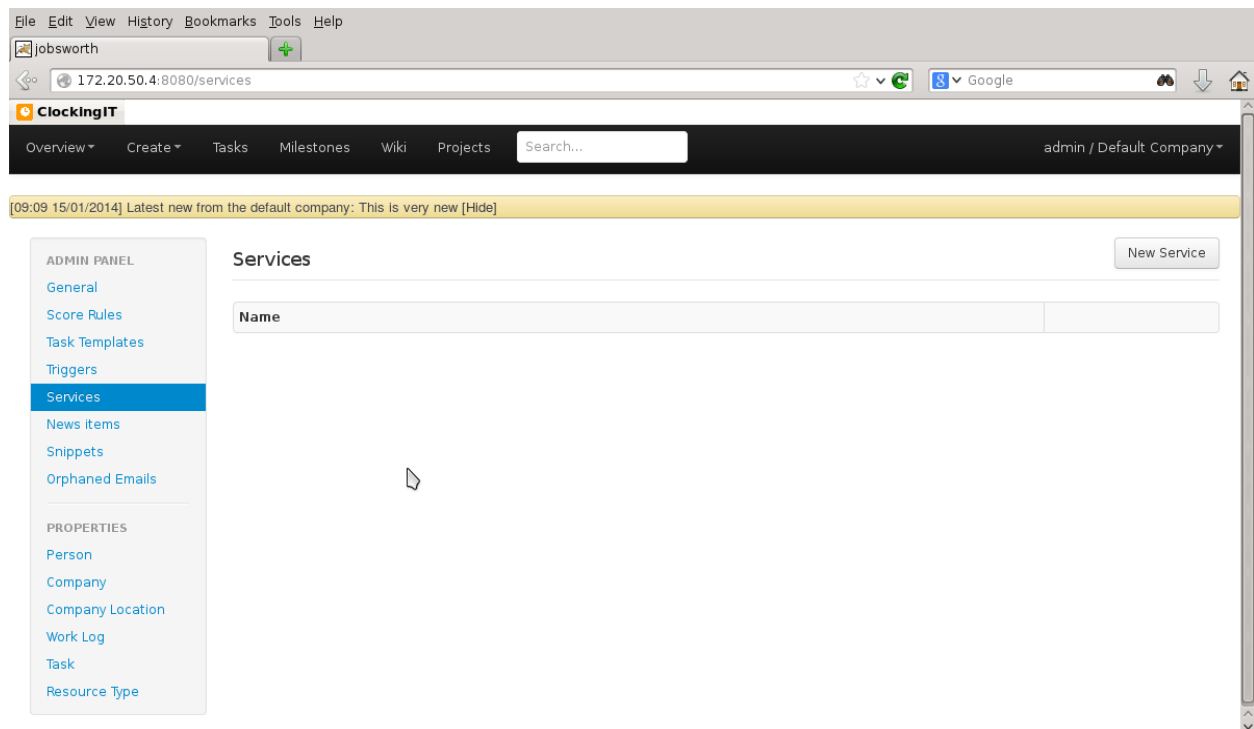 File Edit View History Bookmarks Tools Help
jobsworth
172.20.50.4:8080/services
Google
ClockingIT
Overview Create Tasks Milestones Wiki Projects Search... admin / Default Company
[09:09 15/01/2014] Latest new from the default company: This is very new [Hide]
ADMIN PANEL
General
Score Rules
Task Templates
Triggers
Services
News items
Snippets
Orphaned Emails
PROPERTIES
Person
Company
Company Location
Work Log
Task
Resource Type
Services
New Service
Name